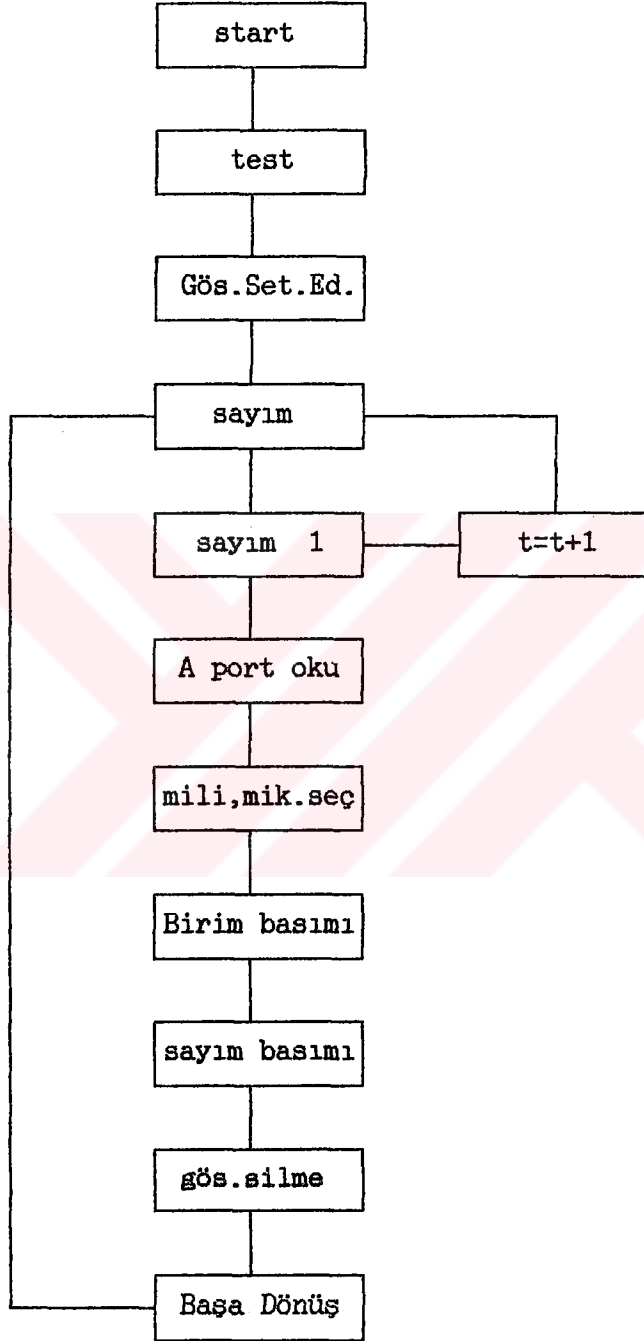 start
test
Gös.Set.Ed.
sayım
sayım 1
t=t+1
A port oku
mili,mik.seç
Birim basımı
sayım basımı
gös.silme
Başa Dönüş